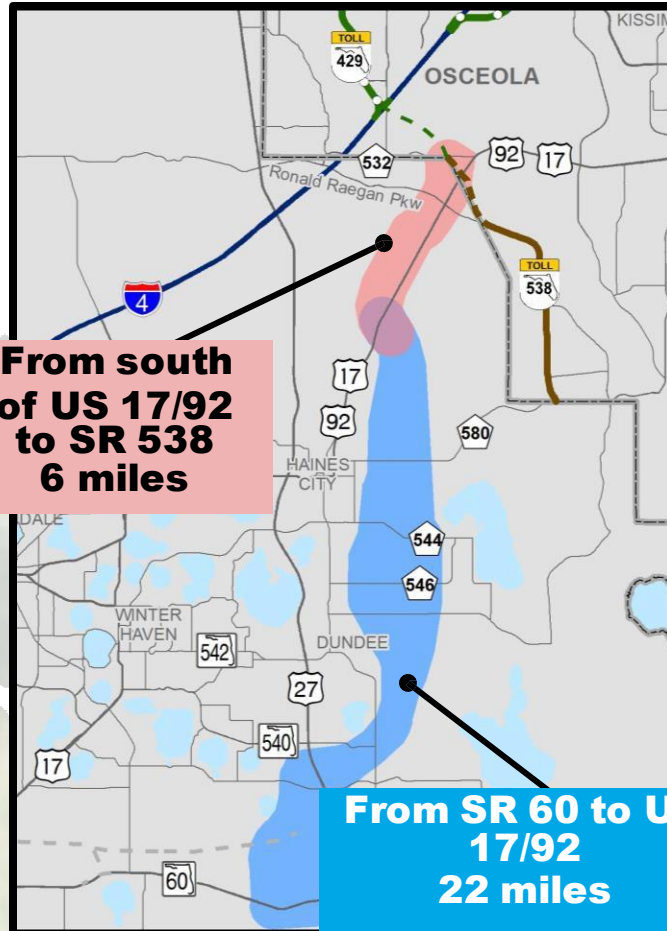 KISSIM
TOLL
429
OSCEOLA
532
92
17
Ronald Raegan Pkw
TOLL
538
4
From south
of US 17/92
to SR 538
6 miles
17
92
580
HAINES
CITY
DALE
544
546
WINTER
HAVEN
542
DUNDEE
27
540
17
From SR 60 to U
17/92
22 miles
60